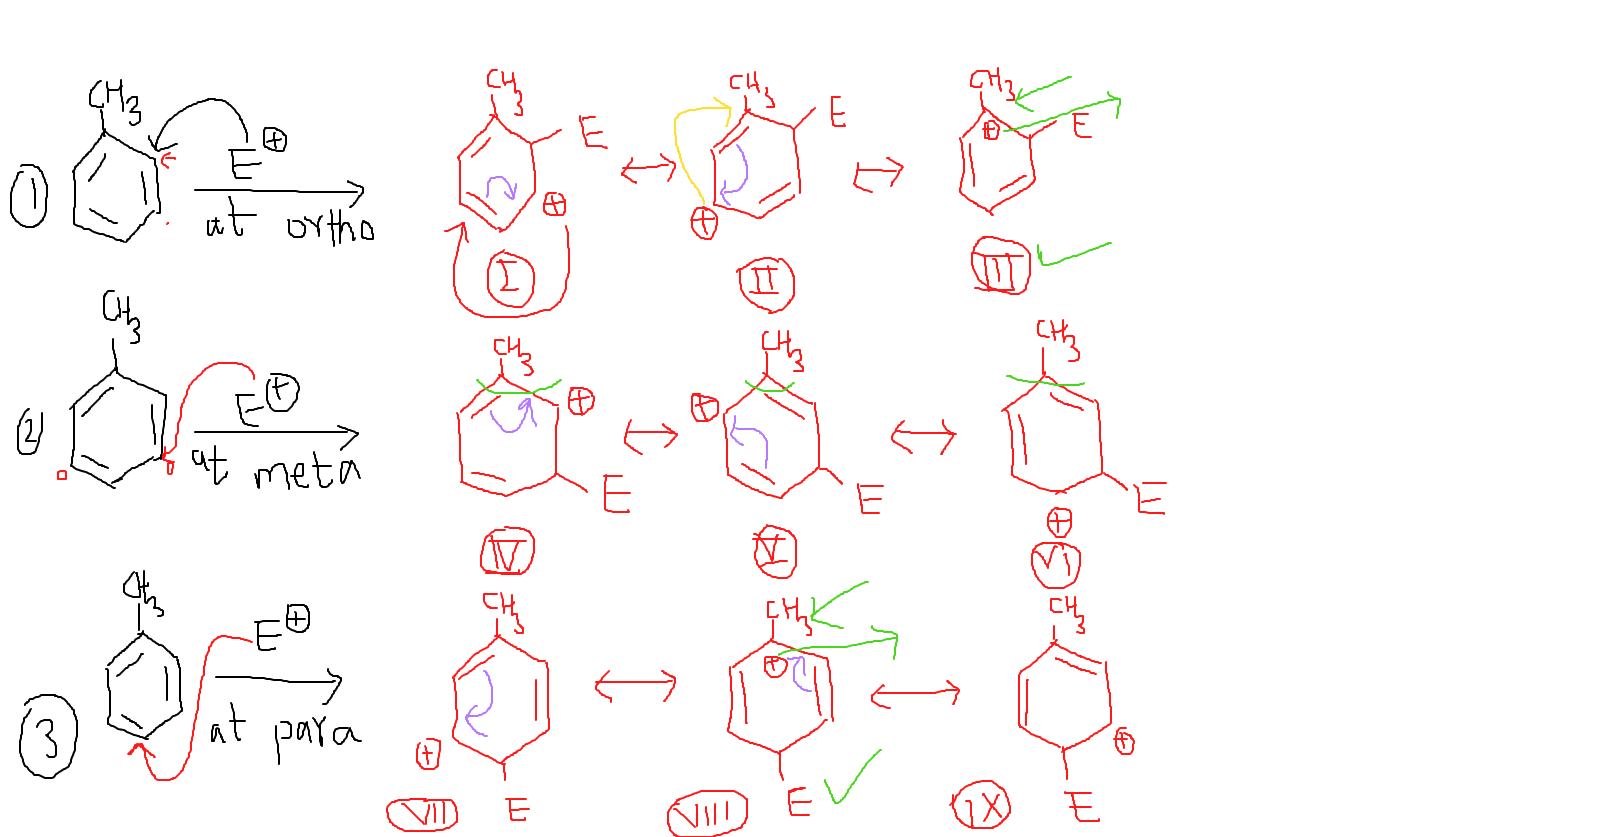 CH3 CH3 CH3 CH3
E⊕ E E ⊕ E
① at ortho ⊕ ⊕
I II III
CH3 CH3 CH3 CH3
E⊕ ⊕ ⊕
② at meta E E E
⊕
IV V VI
CH3 CH3 CH3 CH3
E⊕ ⊕
③ at para ⊕ ⊕
E E E
VII VIII IX